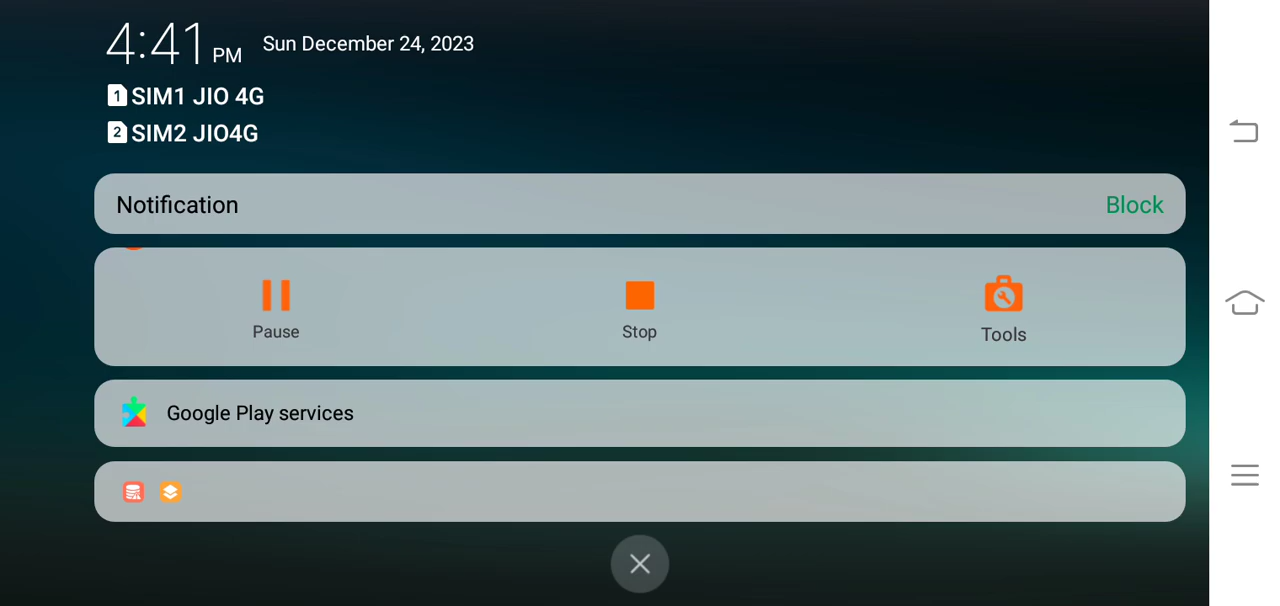 4:41 PM Sun December 24, 2023
1 SIM1 JIO 4G
2 SIM2 JIO4G
Notification Block
Pause Stop Tools
Google Play services